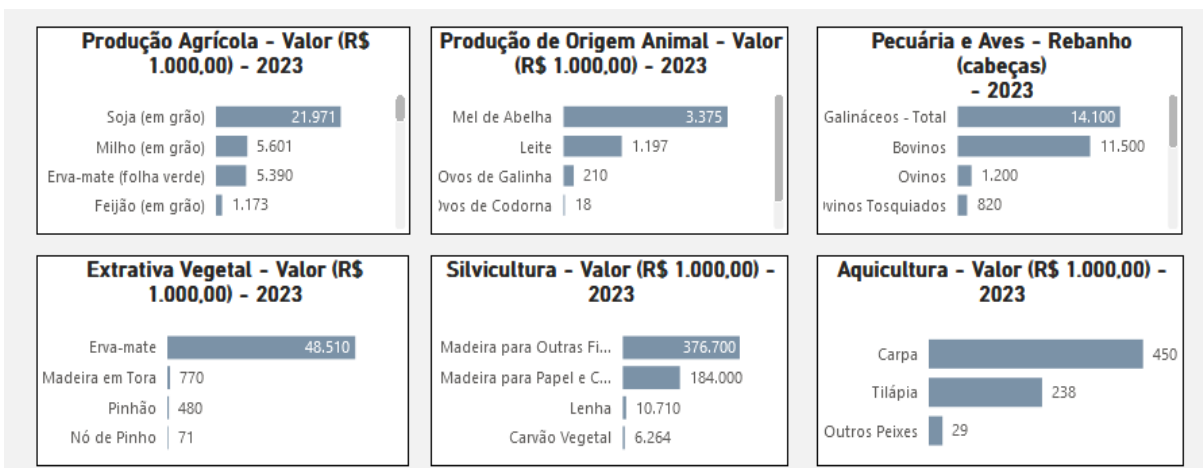 Produção Agrícola - Valor (R$
1.000,00) - 2023
Soja (em grão) 21.971
Milho (em grão) 5.601
Erva-mate (folha verde) 5.390
Feijão (em grão) 1.173
Produção de Origem Animal - Valor
(R$ 1.000,00) - 2023
Mel de Abelha 3.375
Leite 1.197
Ovos de Galinha 210
Ovos de Codorna 18
Pecuária e Aves - Rebanho
(cabeças)
- 2023
Galináceos - Total 14.100
Bovinos 11.500
Ovinos 1.200
vinos Tosquiados 820
Extrativa Vegetal - Valor (R$
1.000,00) - 2023
Erva-mate 48.510
Madeira em Tora 770
Pinhão 480
Nó de Pinho 71
Silvicultura - Valor (R$ 1.000,00) -
2023
Madeira para Outras Fi... 376.700
Madeira para Papel e C... 184.000
Lenha 10.710
Carvão Vegetal 6.264
Aquicultura - Valor (R$ 1.000,00) -
2023
Carpa 450
Tilápia 238
Outros Peixes 29